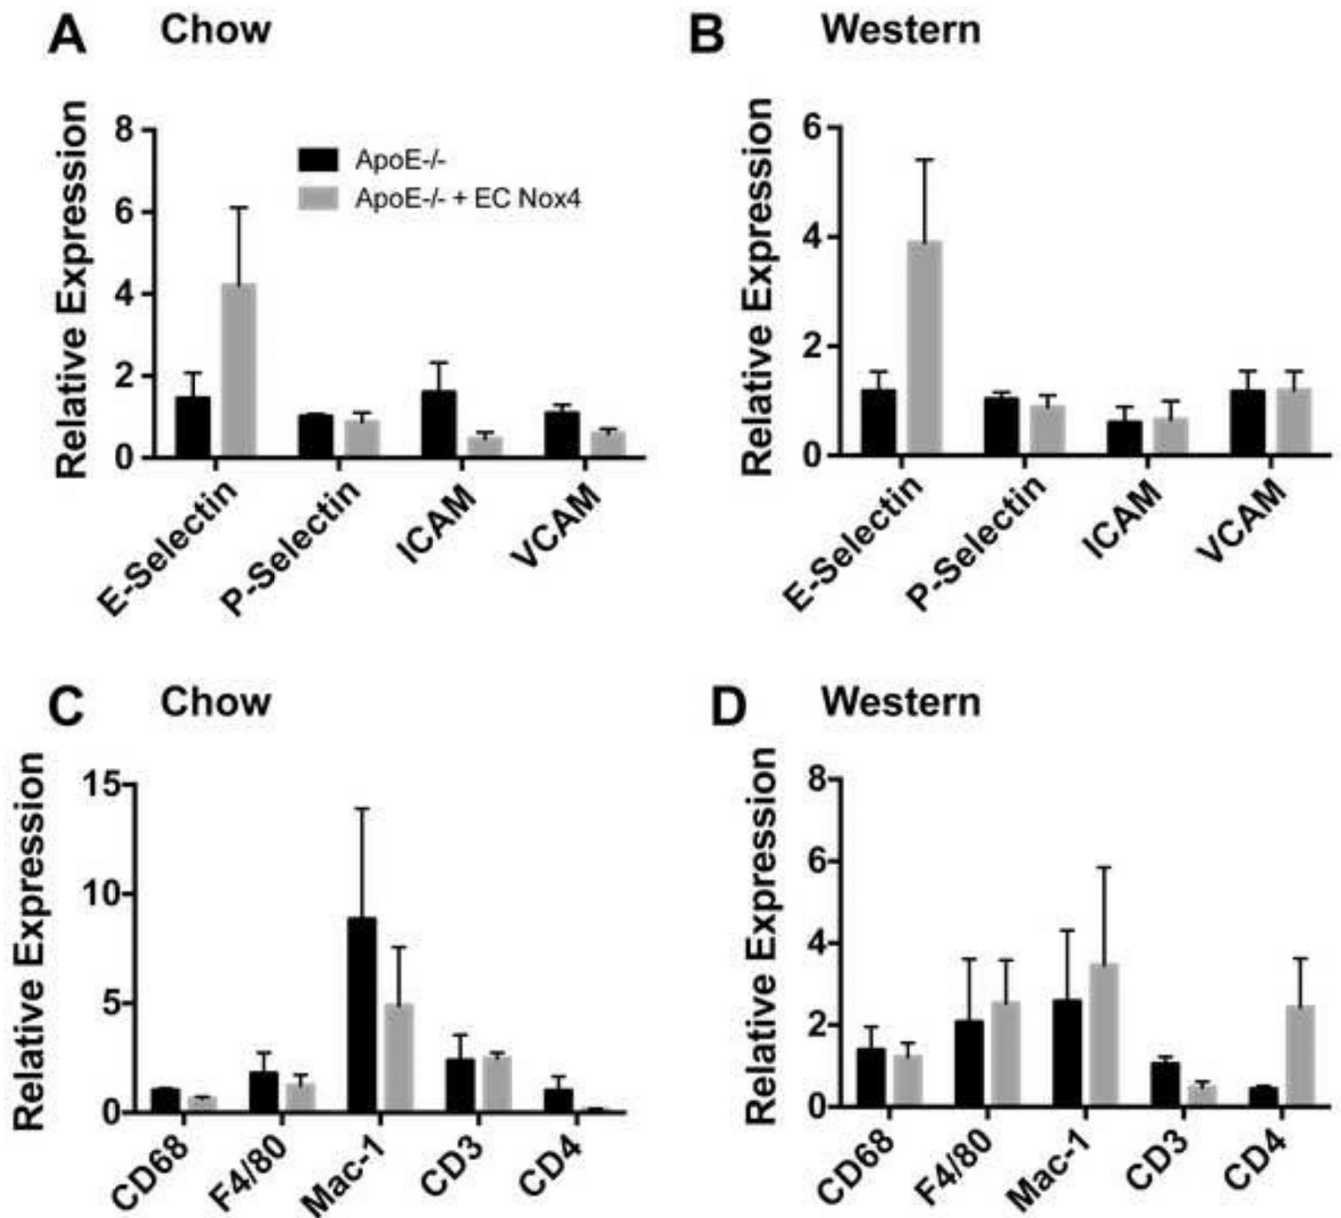 A Chow
Relative Expression
8
6
4
2
0
ApoE-/-
ApoE-/- + EC Nox4
E-Selectin
P-Selectin
ICAM
VCAM
B Western
Relative Expression
6
4
2
0
E-Selectin
P-Selectin
ICAM
VCAM
C Chow
Relative Expression
15
10
5
0
CD68
F4/80
Mac-1
CD3
CD4
D Western
Relative Expression
8
6
4
2
0
CD68
F4/80
Mac-1
CD3
CD4